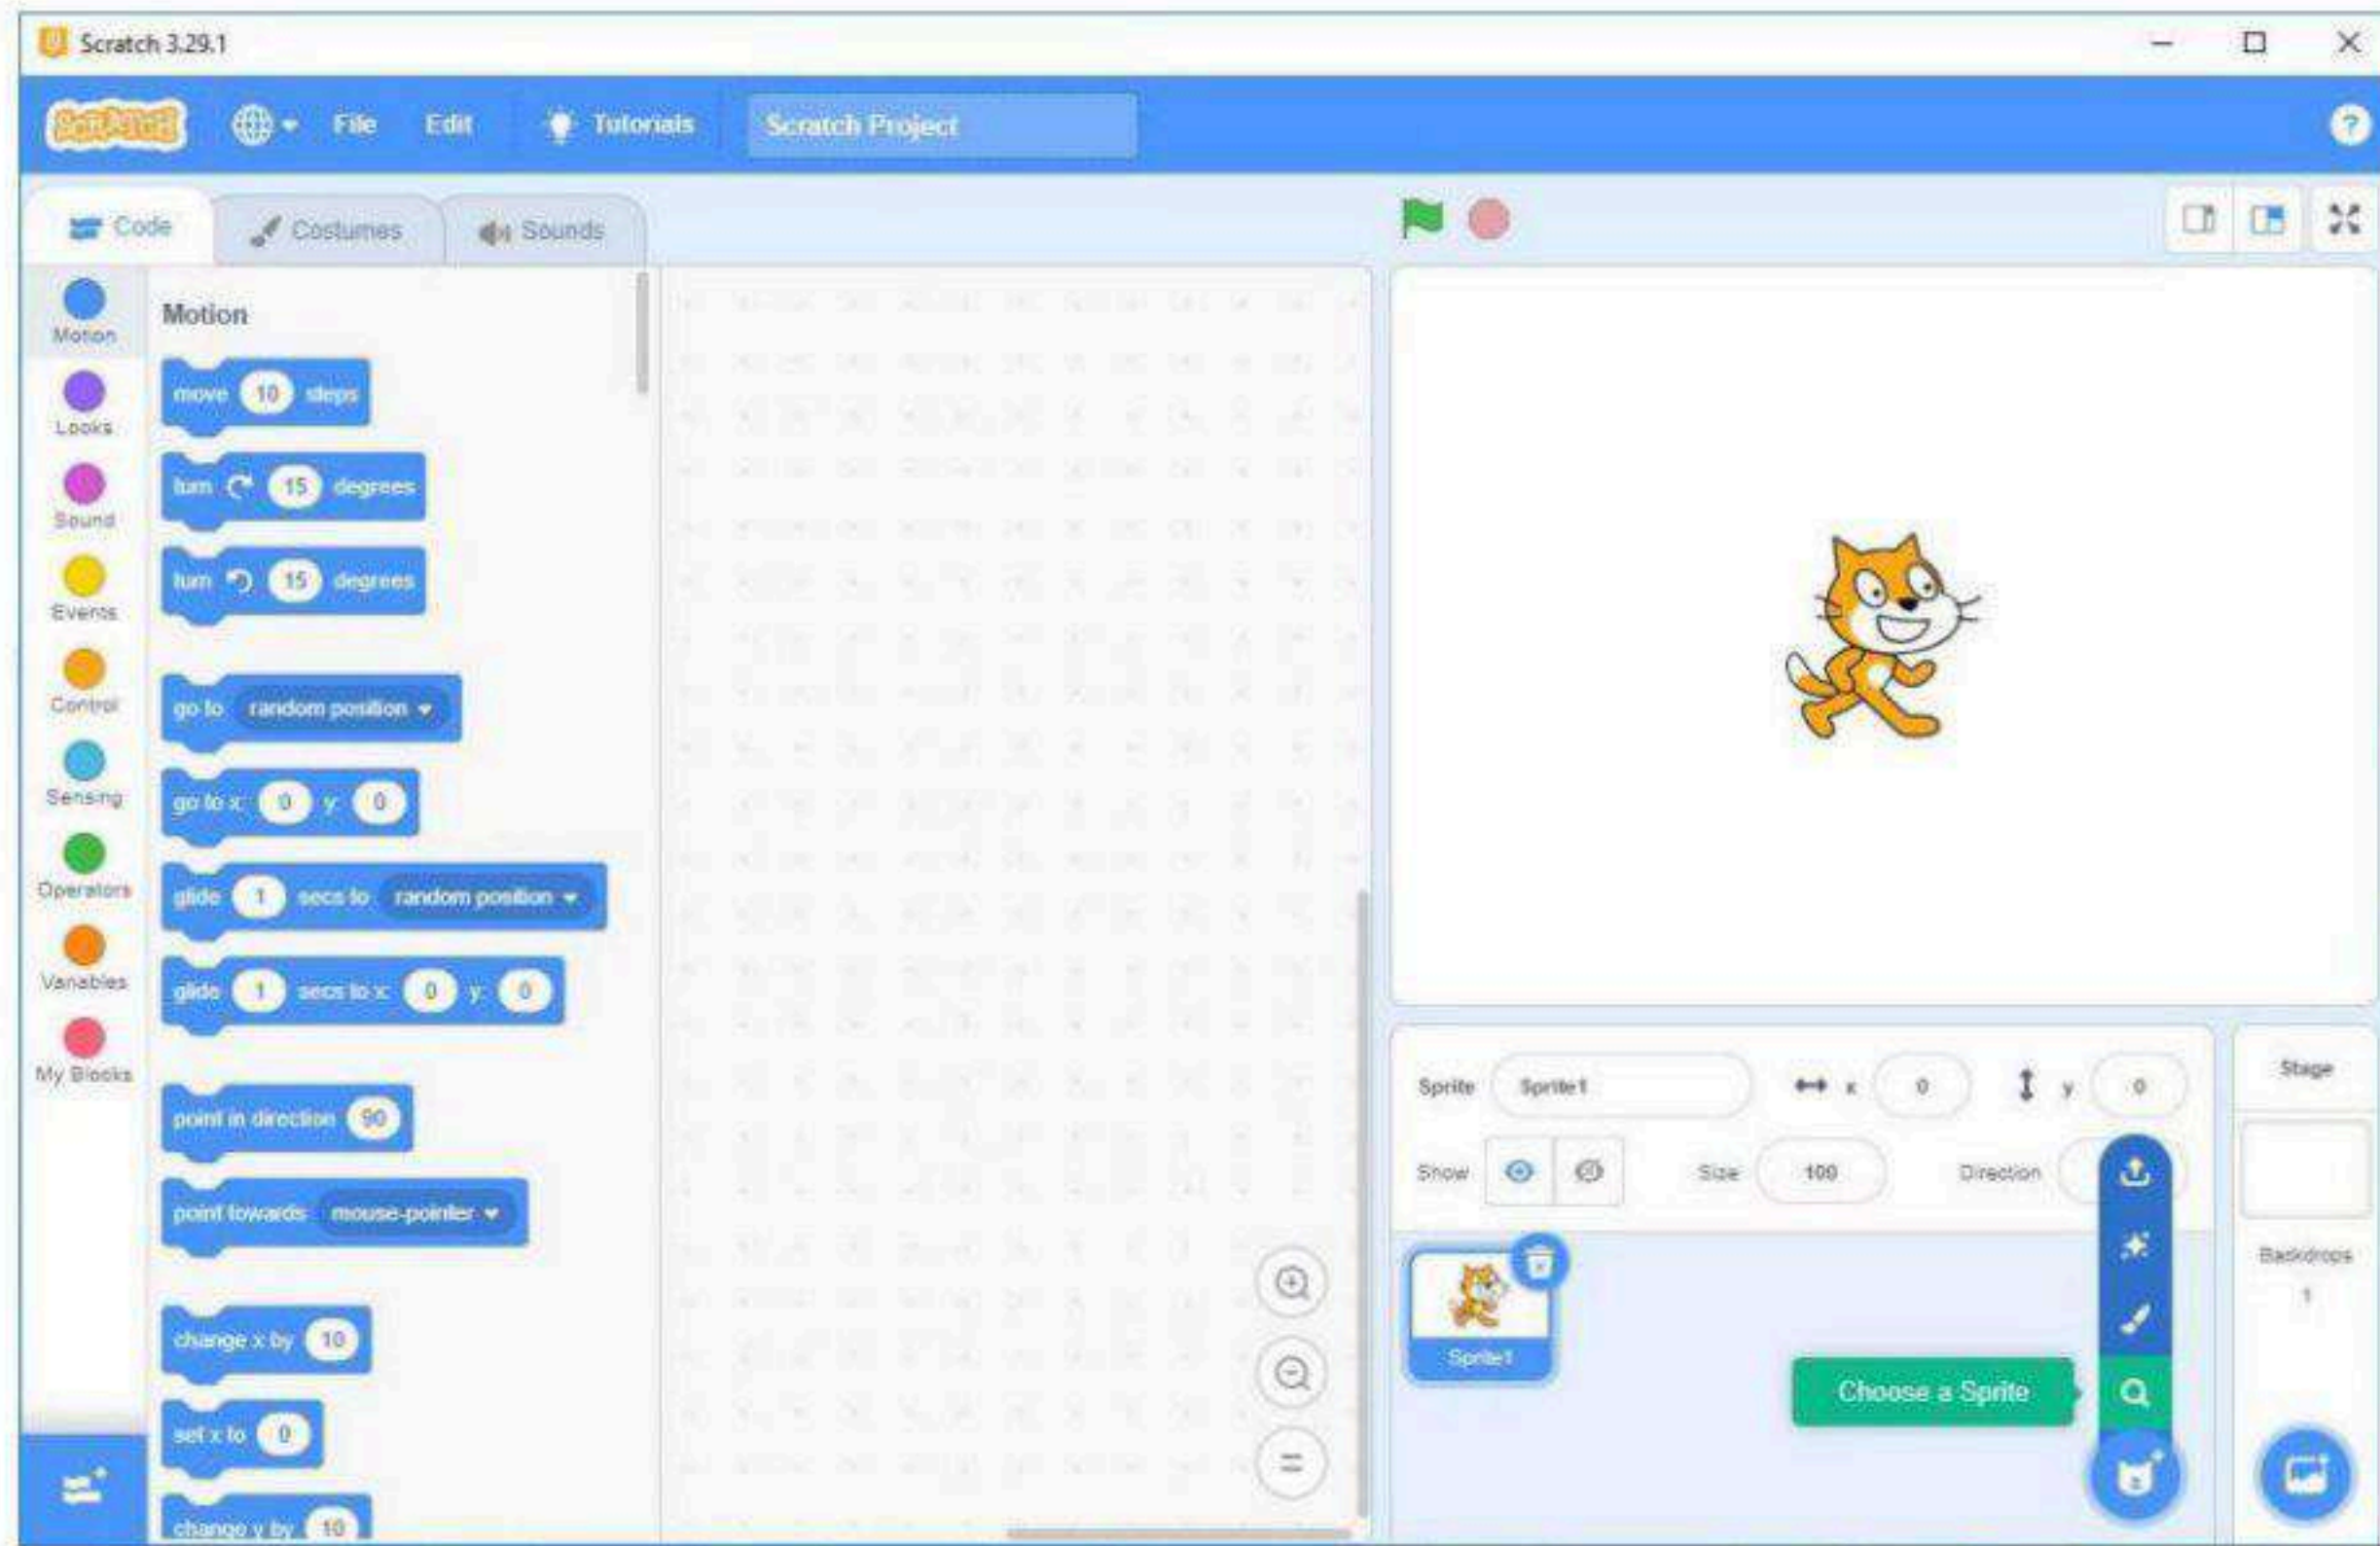 Scratch 3.29.1
SCRATCH File Edit Tutorials Scratch Project ?
Code Costumes Sounds
Motion
Looks
Sound
Events
Control
Sensing
Operators
Variables
My Blocks
Motion
move 10 steps
turn 15 degrees
turn 15 degrees
go to random position
go to x: 0 y: 0
glide 1 secs to random position
glide 1 secs to x: 0 y: 0
point in direction 90
point towards mouse-pointer
change x by 10
set x to 0
change y by 10
Sprite Sprite1 x 0 y 0
Show Size 100 Direction
Sprite1
Choose a Sprite
Stage
Backdrops
1